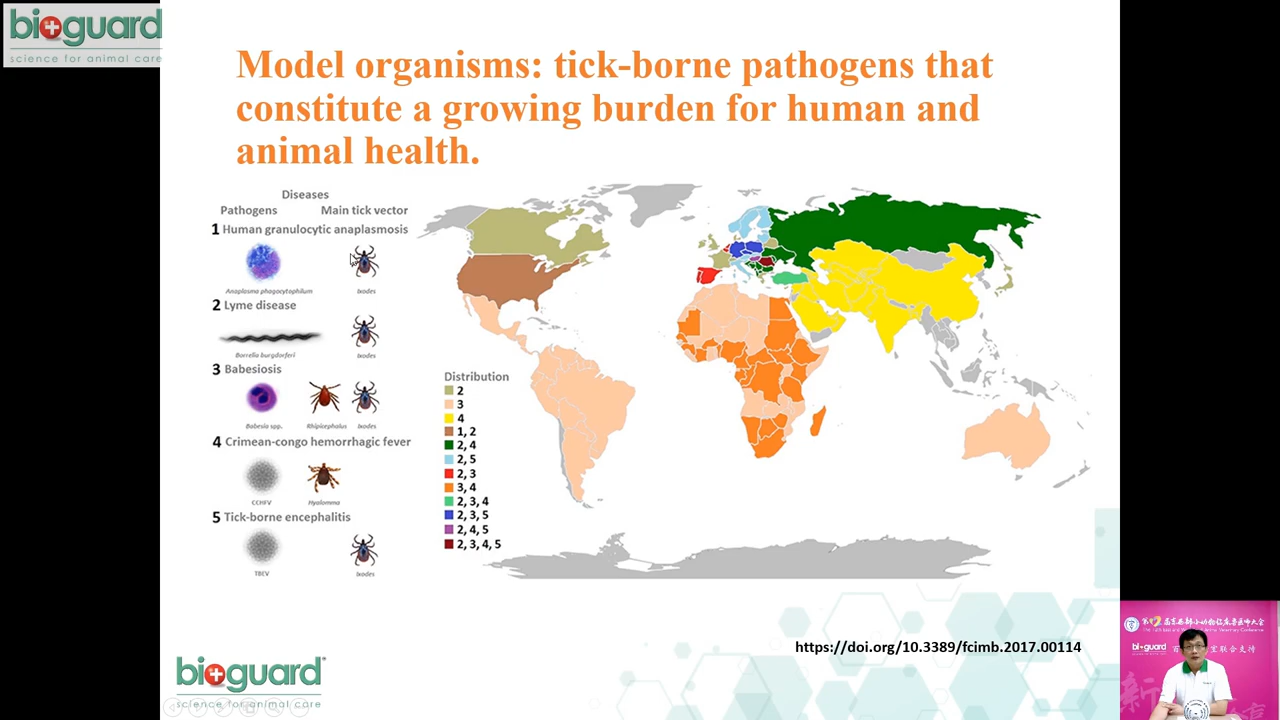 bioguard
science for animal care
Model organisms: tick-borne pathogens that
constitute a growing burden for human and
animal health.
Diseases
Pathogens Main tick vector
1 Human granulocytic anaplasmosis
Anaplasma phagocytophilum Ixodes
2 Lyme disease
Borrelia burgdorferi Ixodes
3 Babesiosis
Babesia spp. Rhipicephalus Ixodes
4 Crimean-congo hemorrhagic fever
CCHFV Hyalomma
5 Tick-borne encephalitis
TBEV Ixodes
Distribution
2
3
4
1, 2
2, 4
2, 5
2, 3
3, 4
2, 3, 4
2, 3, 5
2, 4, 5
2, 3, 4, 5
https://doi.org/10.3389/fcimb.2017.00114
bioguard®
science for animal care
bioguard
联合支持